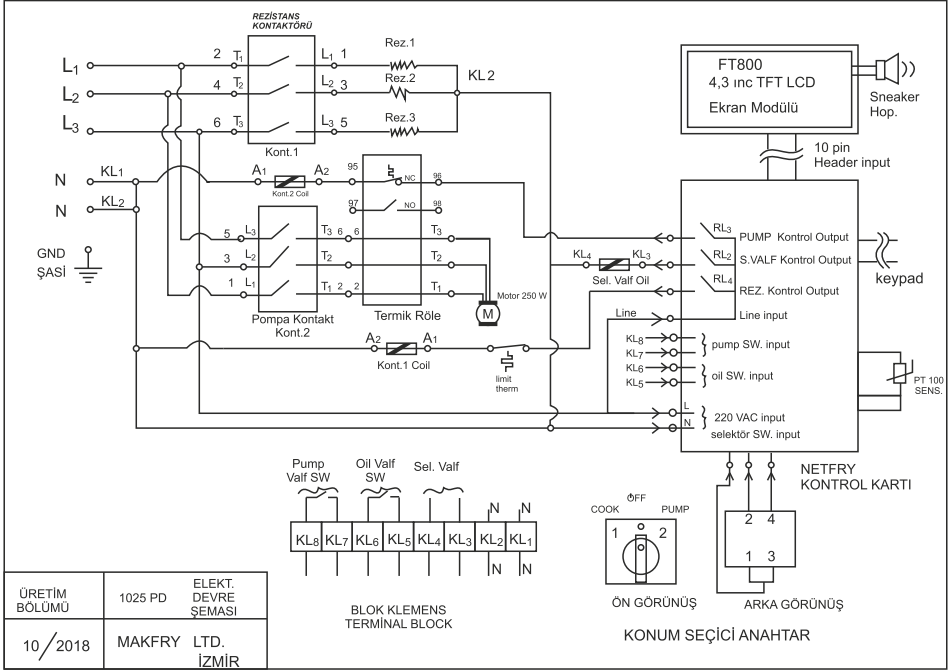 REZİSTANS
KONTAKTÖRÜ
L1
L2
L3
2 T1 L1 1
4 T2 L2 3
6 T3 L3 5
Rez.1
Rez.2
Rez.3
KL2
Kont.1
N KL1
N KL2
GND
ŞASİ
A1 A2
Kont.2 Coil
95 NC 96
97 NO 98
5 L3 T3 6 6 T3
3 L2 T2 T2
1 L1 T1 2 2 T1
Pompa Kontakt
Kont.2
Termik Röle
Motor 250 W
M
A2 A1
Kont.1 Coil
limit
therm
KL4 KL3
Sel. Valf Oil
Line
FT800
4,3 ınc TFT LCD
Ekran Modülü
Sneaker
Hop.
10 pin
Header input
RL3
PUMP Kontrol Output
RL2
S.VALF Kontrol Output
RL4
REZ. Kontrol Output
Line input
KL8
KL7
pump SW. input
KL6
KL5
oil SW. input
L
N
220 VAC input
selektör SW. input
keypad
PT 100
SENS.
NETFRY
KONTROL KARTI
2 4
1 3
ARKA GÖRÜNÜŞ
OFF
COOK PUMP
1 2
ÖN GÖRÜNÜŞ
KONUM SEÇİCİ ANAHTAR
Pump
Valf SW
Oil Valf
SW
Sel. Valf
N N
KL8 KL7 KL6 KL5 KL4 KL3 KL2 KL1
N N
BLOK KLEMENS
TERMINAL BLOCK
ÜRETİM
BÖLÜMÜ
1025 PD
ELEKT.
DEVRE
ŞEMASI
10/2018
MAKFRY LTD.
İZMİR